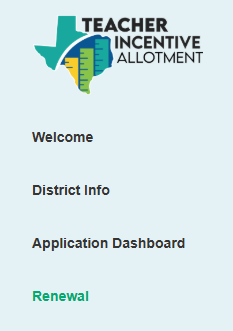 TEACHER
INCENTIVE
ALLOTMENT
Welcome
District Info
Application Dashboard
Renewal